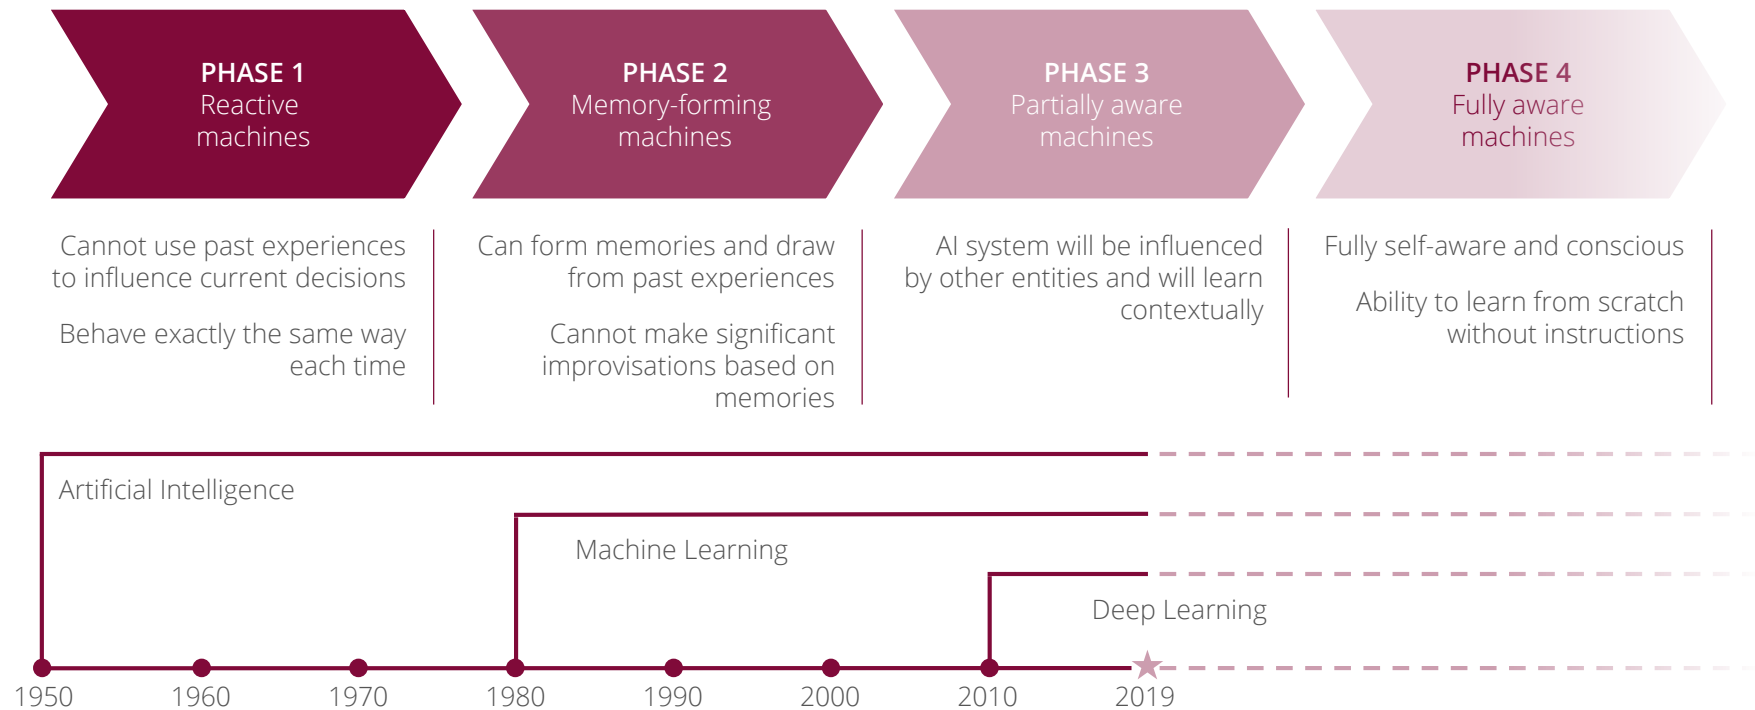 PHASE 1
Reactive
machines
PHASE 2
Memory-forming
machines
PHASE 3
Partially aware
machines
PHASE 4
Fully aware
machines
Cannot use past experiences
to influence current decisions
Behave exactly the same way
each time
Can form memories and draw
from past experiences
Cannot make significant
improvisations based on
memories
AI system will be influenced
by other entities and will learn
contextually
Fully self-aware and conscious
Ability to learn from scratch
without instructions
Artificial Intelligence
Machine Learning
Deep Learning
1950 1960 1970 1980 1990 2000 2010 2019